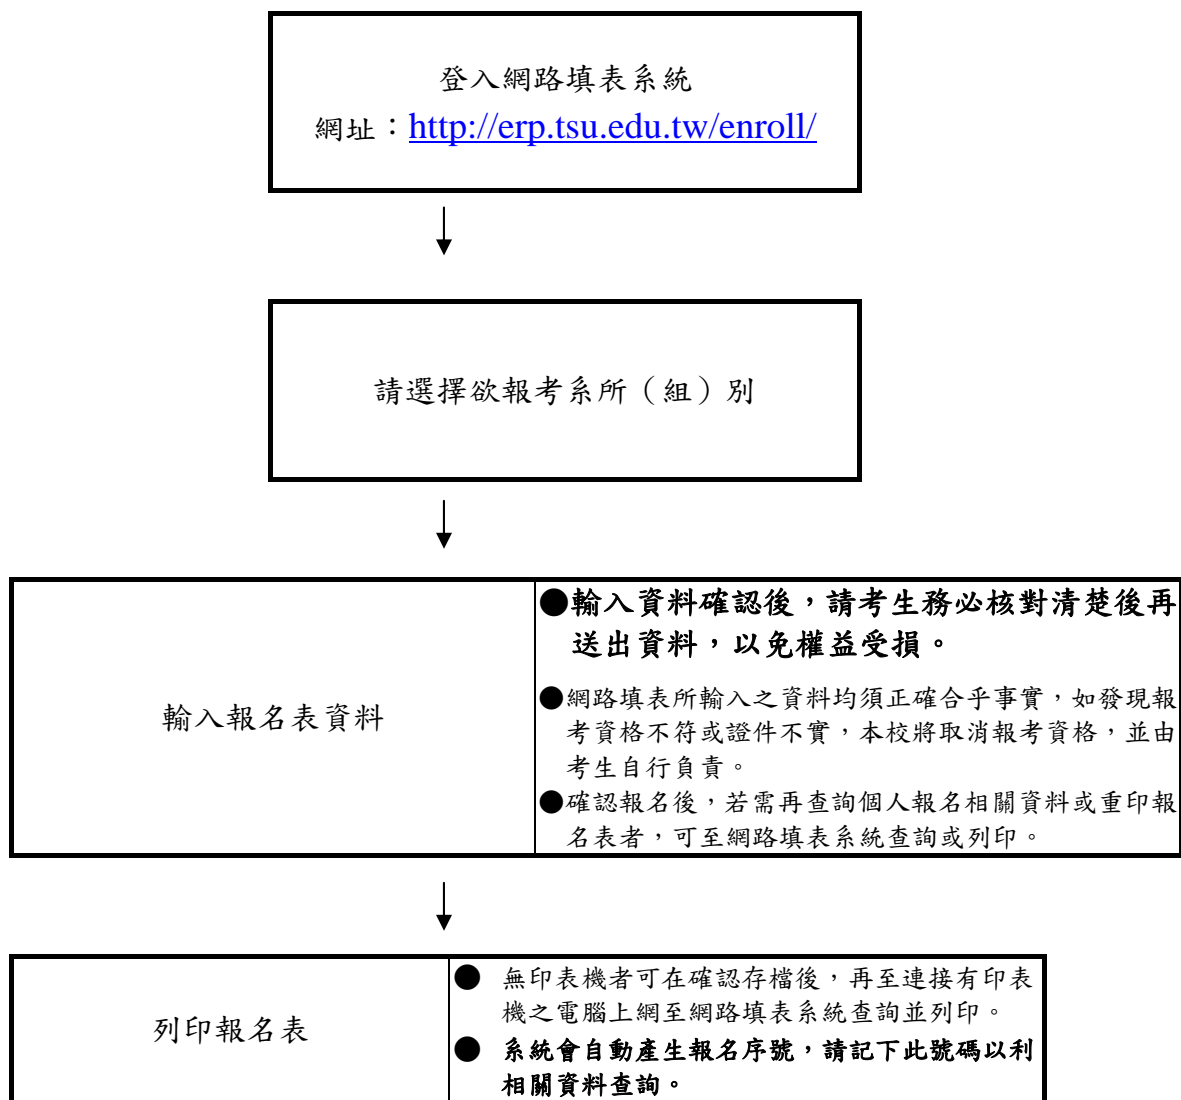 登入網路填表系統
網址：http://erp.tsu.edu.tw/enroll/
請選擇欲報考系所（組）別
輸入報名表資料
●輸入資料確認後，請考生務必核對清楚後再
送出資料，以免權益受損。
●網路填表所輸入之資料均須正確合乎事實，如發現報
考資格不符或證件不實，本校將取消報考資格，並由
考生自行負責。
●確認報名後，若需再查詢個人報名相關資料或重印報
名表者，可至網路填表系統查詢或列印。
列印報名表
● 無印表機者可在確認存檔後，再至連接有印表
機之電腦上網至網路填表系統查詢並列印。
● 系統會自動產生報名序號，請記下此號碼以利
相關資料查詢。